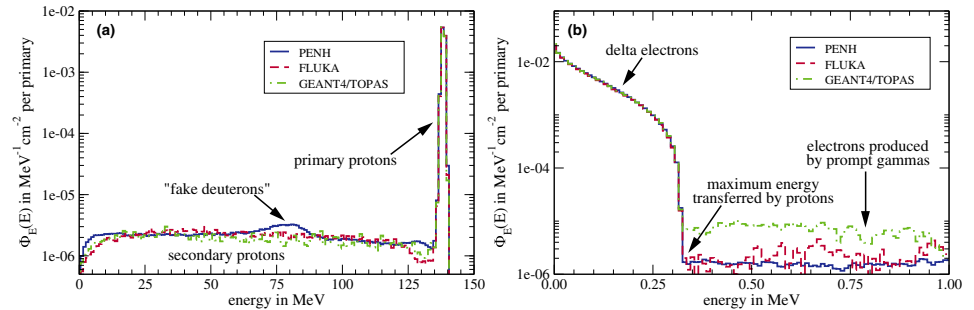 (a)
Φ_E(E) in MeV⁻¹ cm⁻² per primary
1e-02
1e-03
1e-04
1e-05
1e-06
PENH
FLUKA
GEANT4/TOPAS
primary protons
"fake deuterons"
secondary protons
0 25 50 75 100 125 150
energy in MeV
(b)
Φ_E(E) in MeV⁻¹ cm⁻² per primary
1e-02
1e-04
1e-06
delta electrons
PENH
FLUKA
GEANT4/TOPAS
electrons produced
by prompt gammas
maximum energy
transferred by protons
0.00 0.25 0.50 0.75 1.00
energy in MeV